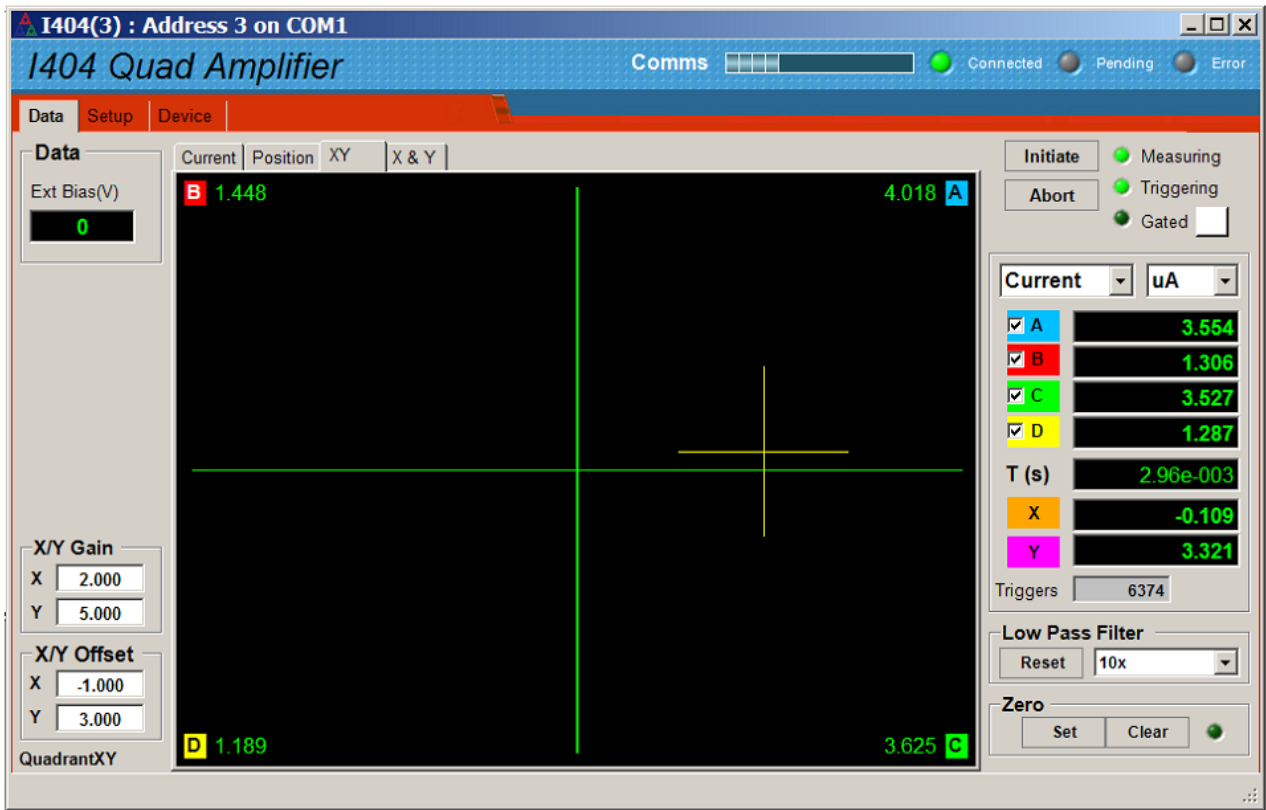 I404(3) : Address 3 on COM1
I404 Quad Amplifier
Comms Connected Pending Error
Data Setup Device
Data
Ext Bias(V)
0
Current Position XY X & Y
B 1.448
4.018 A
D 1.189
3.625 C
X/Y Gain
X 2.000
Y 5.000
X/Y Offset
X -1.000
Y 3.000
QuadrantXY
Initiate Measuring
Abort Triggering
Gated
Current uA
A 3.554
B 1.306
C 3.527
D 1.287
T (s) 2.96e-003
X -0.109
Y 3.321
Triggers 6374
Low Pass Filter
Reset 10x
Zero
Set Clear